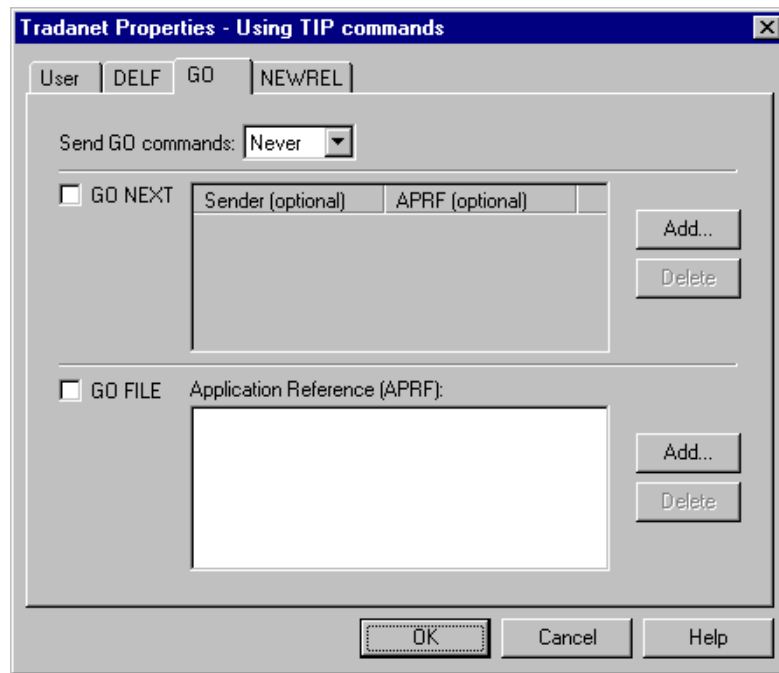 Tradanet Properties - Using TIP commands
User DELF GO NEWREL
Send GO commands: Never
GO NEXT Sender (optional) APRF (optional)
Add...
Delete
GO FILE Application Reference (APRF):
Add...
Delete
OK Cancel Help